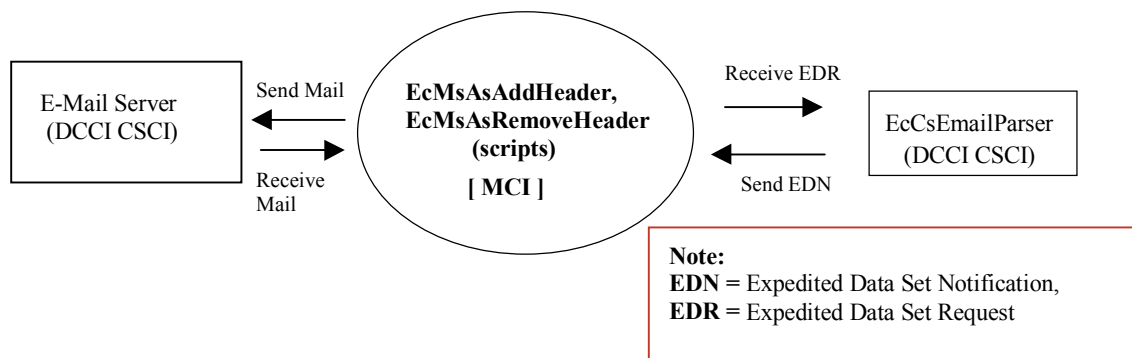 E-Mail Server
(DCCI CSCI)
Send Mail
Receive
Mail
EcMsAsAddHeader,
EcMsAsRemoveHeader
(scripts)
[ MCI ]
Receive EDR
Send EDN
EcCsEmailParser
(DCCI CSCI)
Note:
EDN = Expedited Data Set Notification,
EDR = Expedited Data Set Request